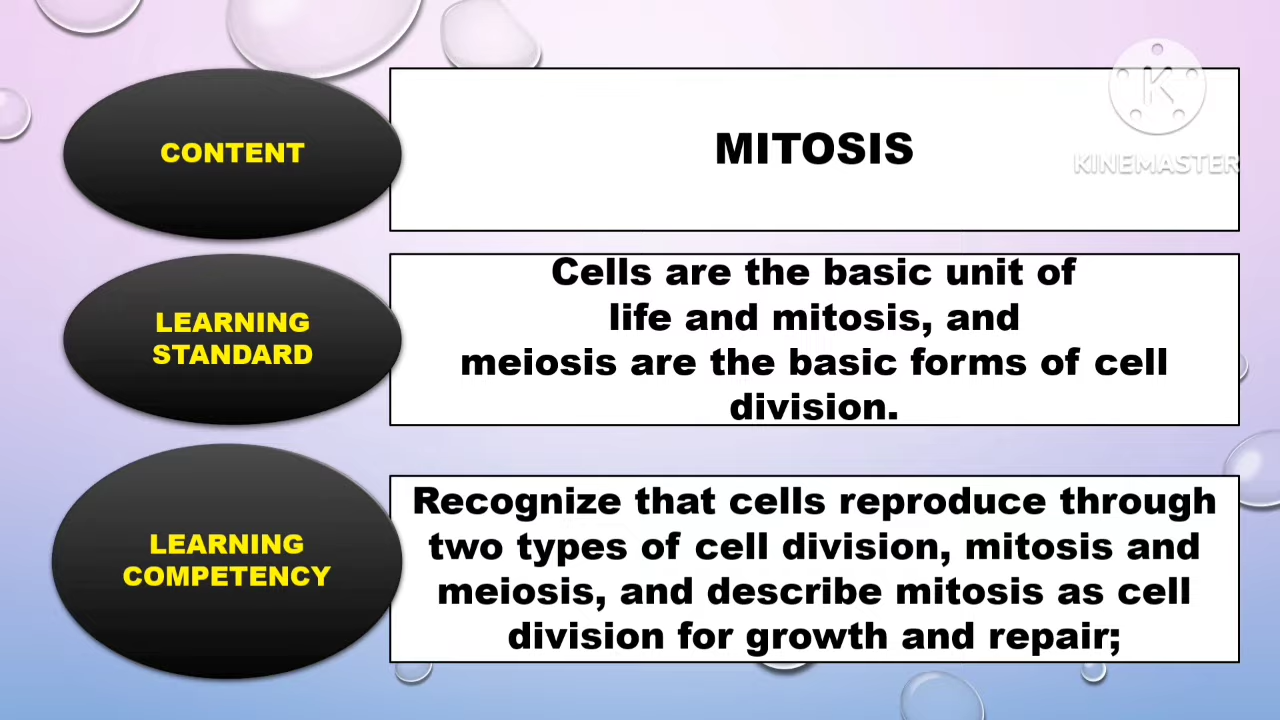 CONTENT
MITOSIS
K
KINEMASTER
LEARNING
STANDARD
Cells are the basic unit of
life and mitosis, and
meiosis are the basic forms of cell
division.
LEARNING
COMPETENCY
Recognize that cells reproduce through
two types of cell division, mitosis and
meiosis, and describe mitosis as cell
division for growth and repair;